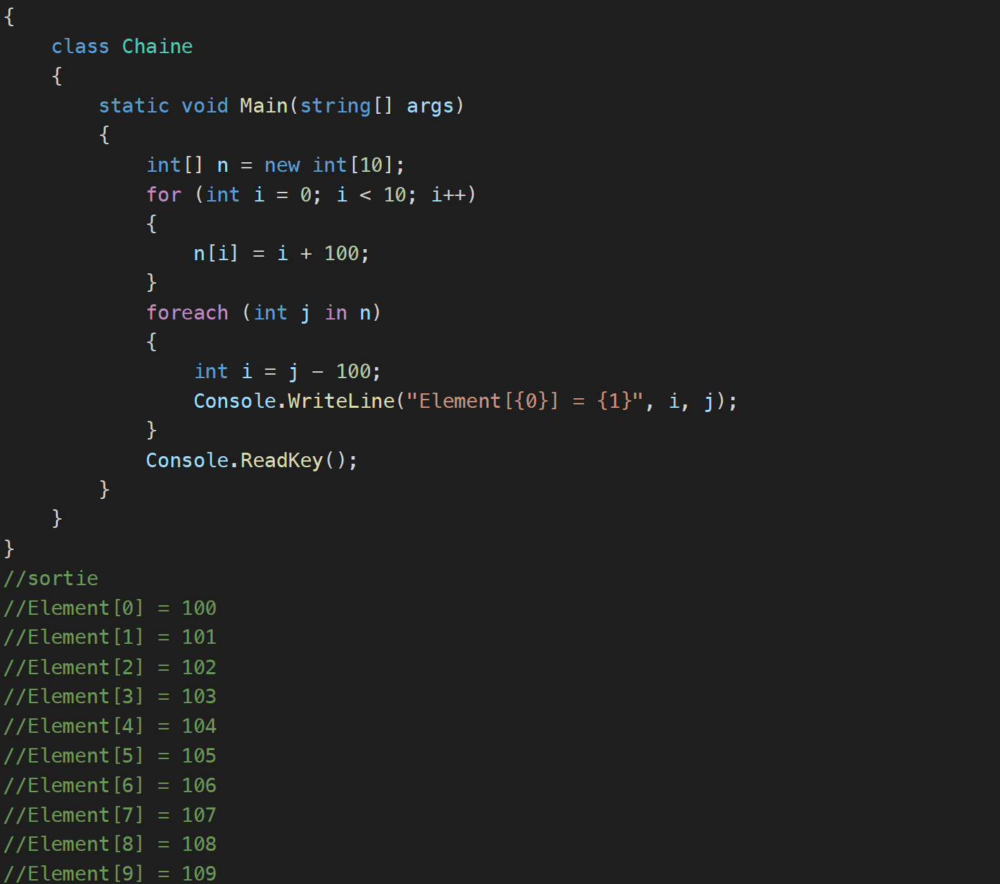 {
    class Chaine
    {
        static void Main(string[] args)
        {
            int[] n = new int[10];
            for (int i = 0; i < 10; i++)
            {
                n[i] = i + 100;
            }
            foreach (int j in n)
            {
                int i = j - 100;
                Console.WriteLine("Element[{0}] = {1}", i, j);
            }
            Console.ReadKey();
        }
    }
}
//sortie
//Element[0] = 100
//Element[1] = 101
//Element[2] = 102
//Element[3] = 103
//Element[4] = 104
//Element[5] = 105
//Element[6] = 106
//Element[7] = 107
//Element[8] = 108
//Element[9] = 109